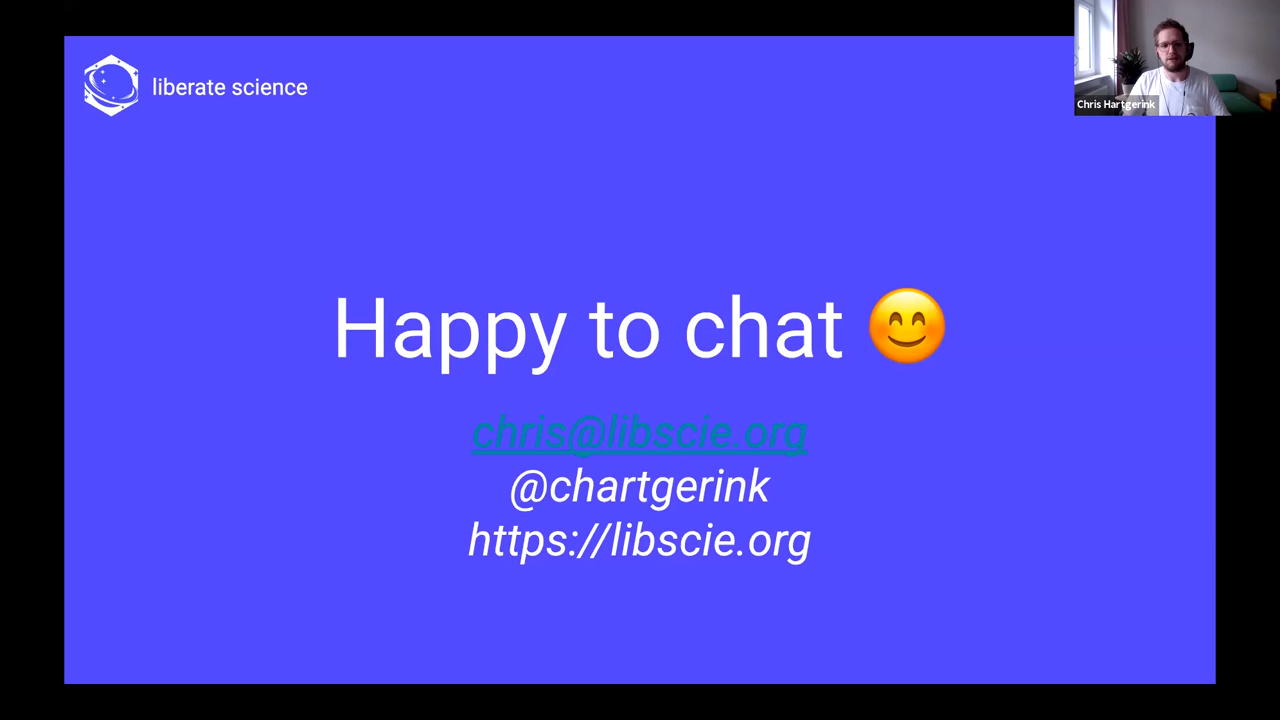 liberate science
Chris Hartgerink
Happy to chat 😊
chris@libscie.org
@chartgerink
https://libscie.org